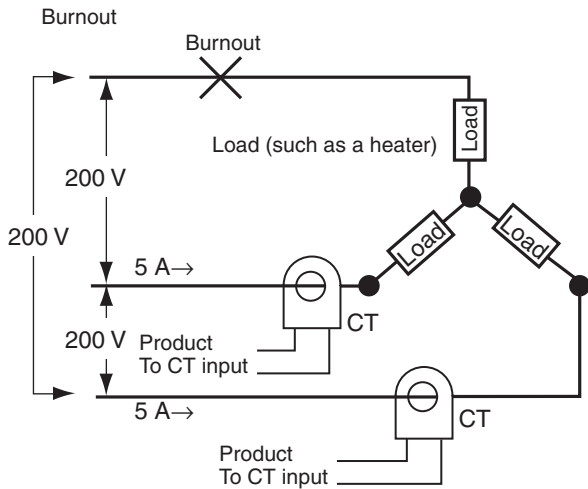 Burnout
Burnout
Load
Load (such as a heater)
200 V
200 V
Load
Load
5 A→
CT
200 V
Product
To CT input
5 A→
CT
Product
To CT input